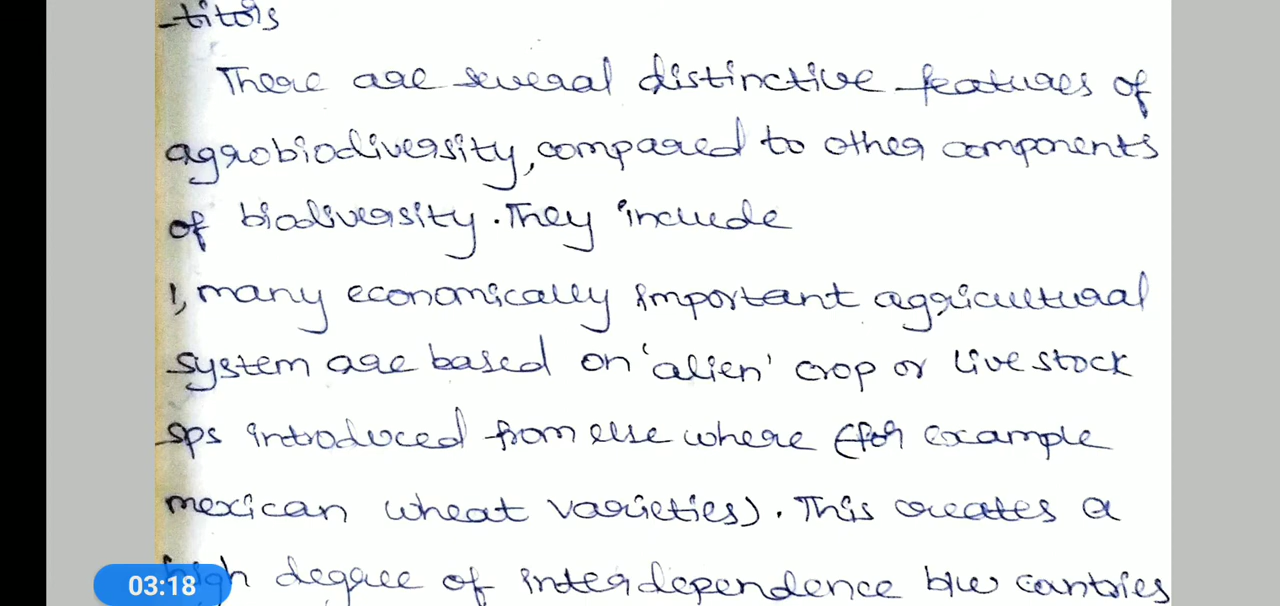 -titors
There are several distinctive features of
agrobiodiversity, compared to other components
of biodiversity. They include
1, many economically important agricultural
system are based on 'alien' crop or live stock
sps introduced from else where (for example
mexican wheat varieties). This creates a
high degree of interdependence b/w contries
03:18